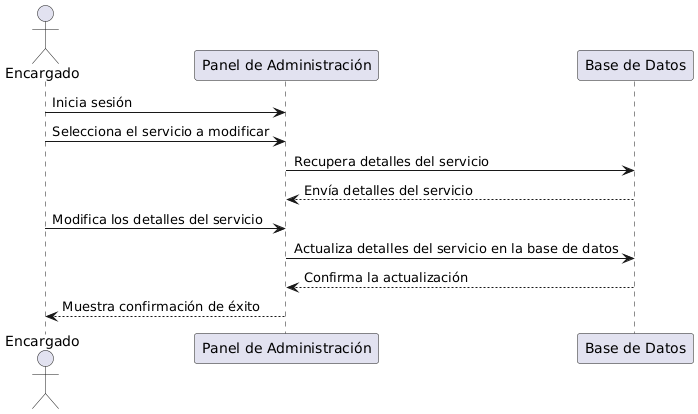 Encargado
Panel de Administración
Base de Datos
Inicia sesión
Selecciona el servicio a modificar
Recupera detalles del servicio
Envía detalles del servicio
Modifica los detalles del servicio
Actualiza detalles del servicio en la base de datos
Confirma la actualización
Muestra confirmación de éxito
Encargado
Panel de Administración
Base de Datos